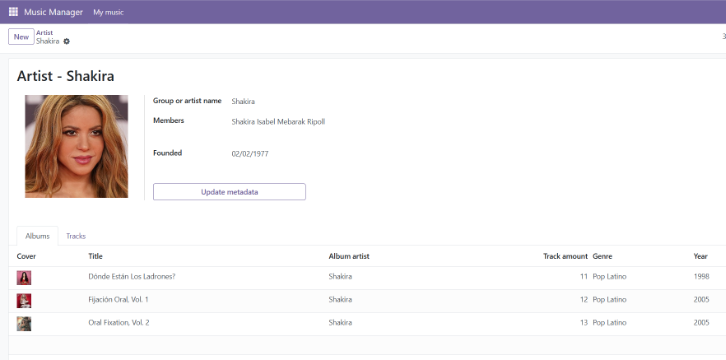 Music Manager My music
New Artist
Shakira
Artist - Shakira
Group or artist name Shakira
Members Shakira Isabel Mebarak Ripoll
Founded 02/02/1977
Update metadata
Albums Tracks
Cover Title Album artist Track amount Genre Year
Dónde Están Los Ladrones? Shakira 11 Pop Latino 1998
Fijación Oral, Vol. 1 Shakira 12 Pop Latino 2005
Oral Fixation, Vol. 2 Shakira 13 Pop Latino 2005